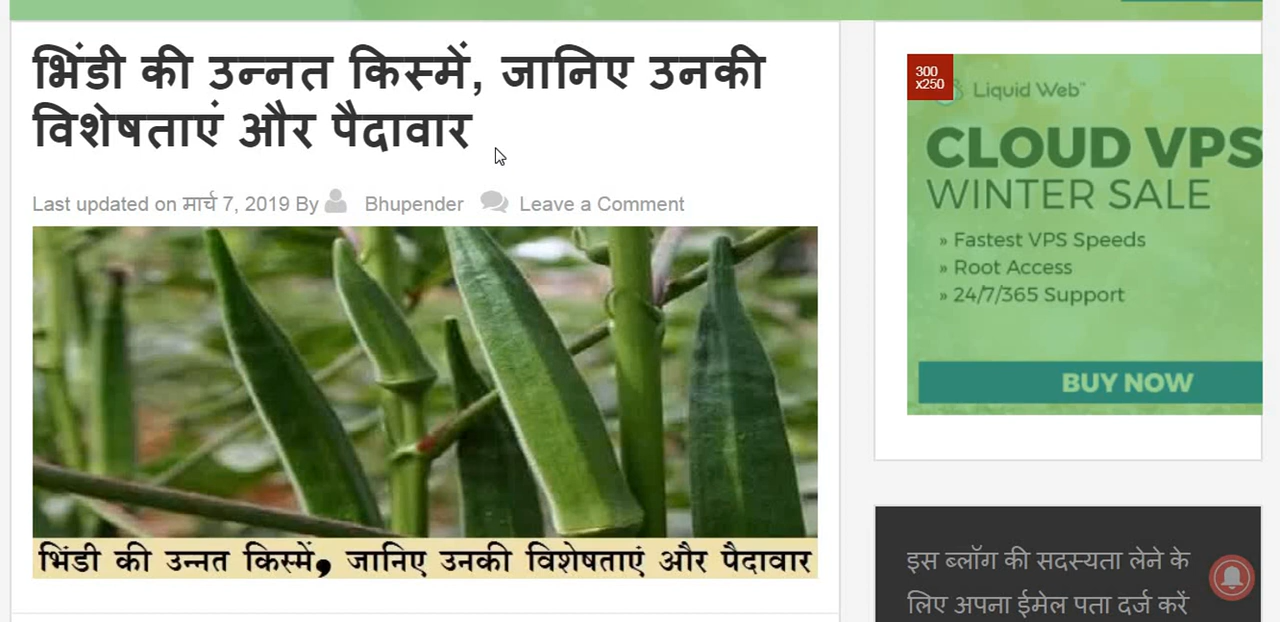 भिंडी की उन्नत किस्में, जानिए उनकी
विशेषताएं और पैदावार
Last updated on मार्च 7, 2019 By Bhupender Leave a Comment
भिंडी की उन्नत किस्में, जानिए उनकी विशेषताएं और पैदावार
300
x250
Liquid Web™
CLOUD VPS
WINTER SALE
» Fastest VPS Speeds
» Root Access
» 24/7/365 Support
BUY NOW
इस ब्लॉग की सदस्यता लेने के
लिए अपना ईमेल पता दर्ज करें